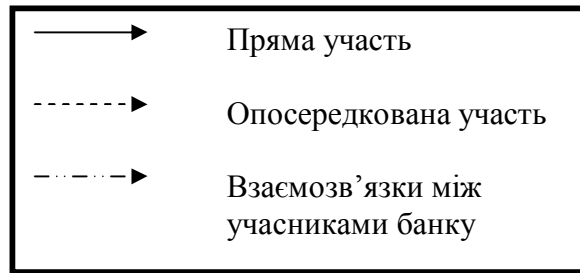 Пряма участь
Опосередкована участь
Взаємозв’язки між
учасниками банку